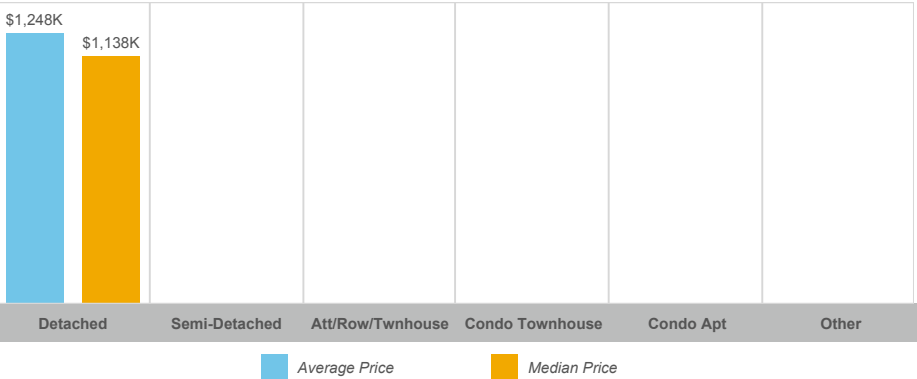 $1,248K
$1,138K
Detached Semi-Detached Att/Row/Twnhouse Condo Townhouse Condo Apt Other
Average Price Median Price